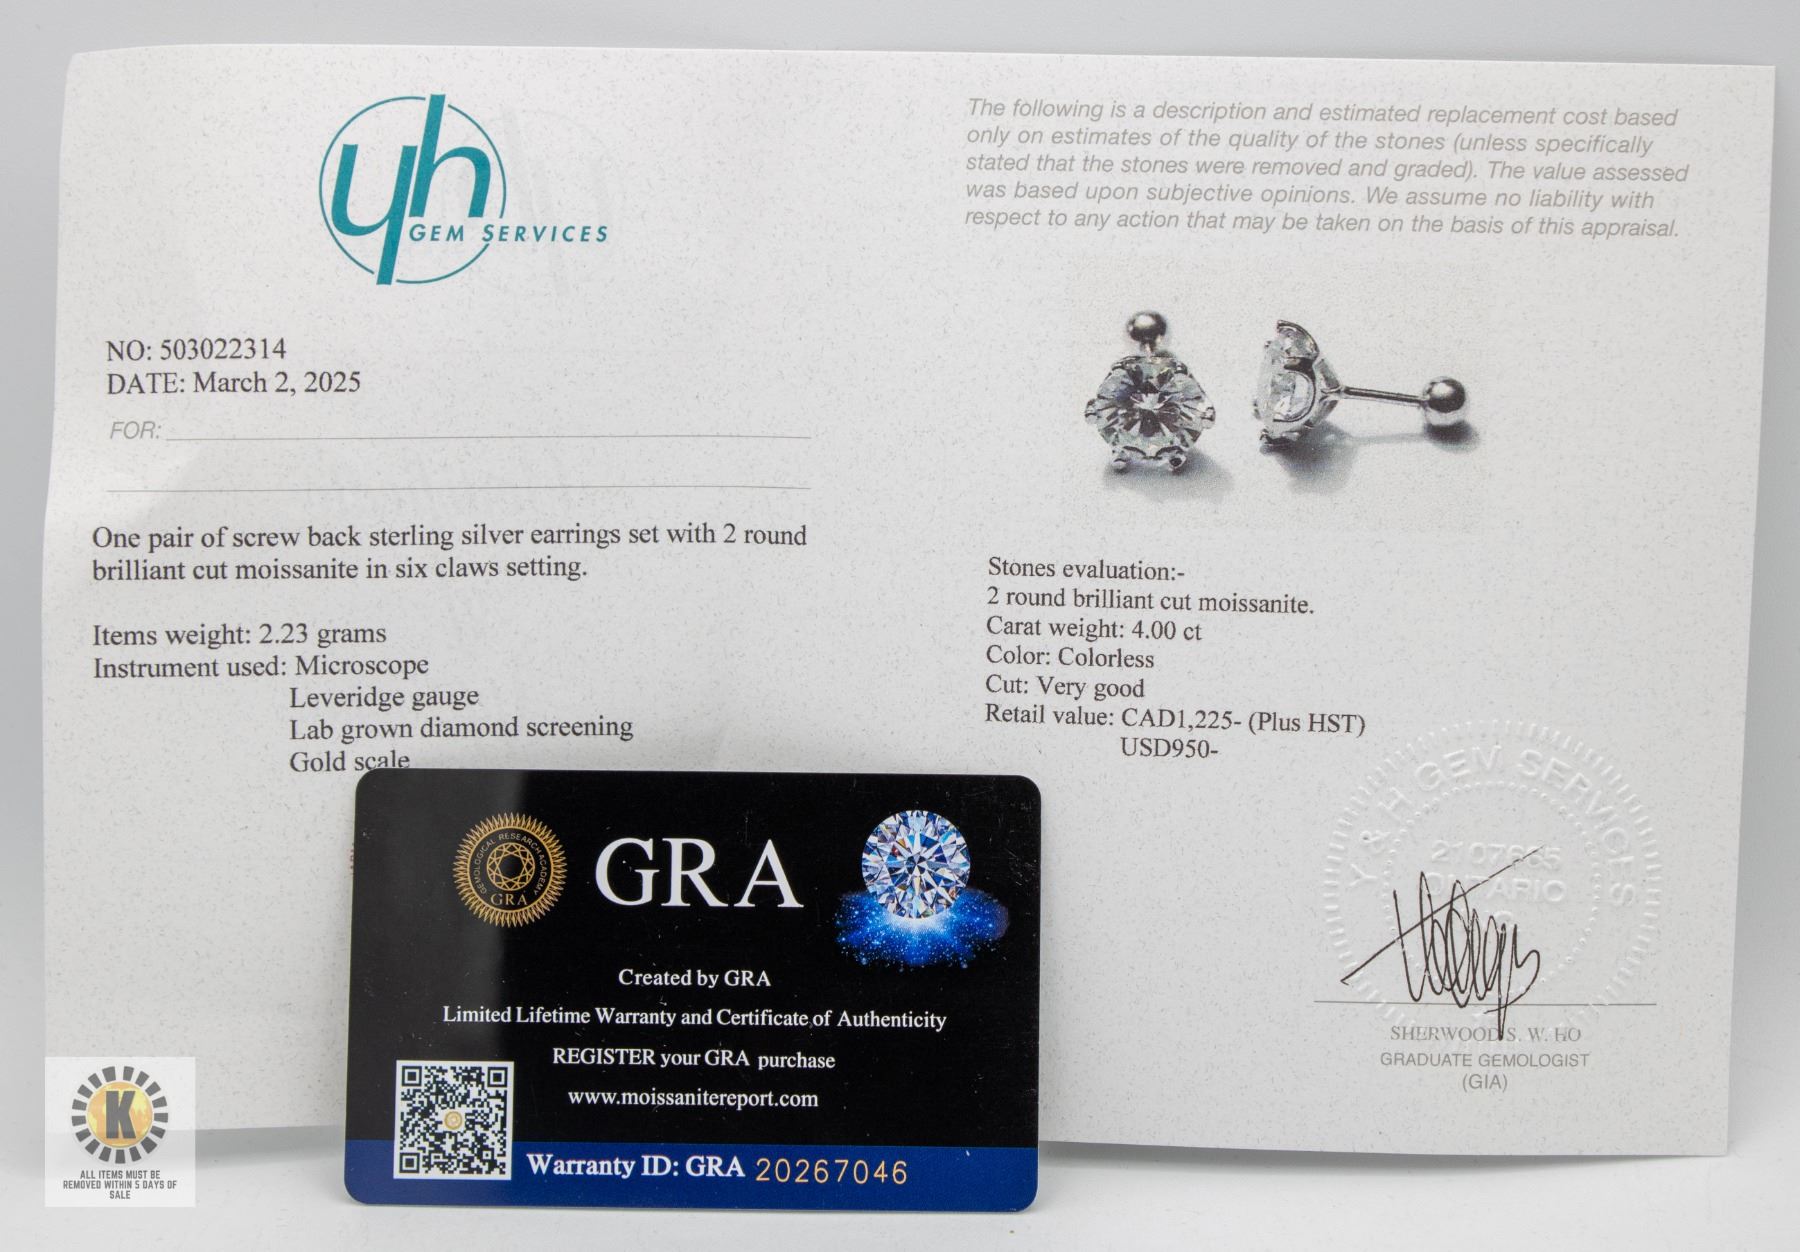 yh
GEM SERVICES
NO: 503022314
DATE: March 2, 2025
FOR:
One pair of screw back sterling silver earrings set with 2 round
brilliant cut moissanite in six claws setting.
Items weight: 2.23 grams
Instrument used: Microscope
Leveridge gauge
Lab grown diamond screening
Gold scale
The following is a description and estimated replacement cost based
only on estimates of the quality of the stones (unless specifically
stated that the stones were removed and graded). The value assessed
was based upon subjective opinions. We assume no liability with
respect to any action that may be taken on the basis of this appraisal.
Stones evaluation:-
2 round brilliant cut moissanite.
Carat weight: 4.00 ct
Color: Colorless
Cut: Very good
Retail value: CAD1,225- (Plus HST)
USD950-
Y & H GEM SERVICES
ONTARIO
SHERWOOD S. W. HO
GRADUATE GEMOLOGIST
(GIA)
GEMOLOGICAL RESEARCH ACADEMY
GRA
GRA
Created by GRA
Limited Lifetime Warranty and Certificate of Authenticity
REGISTER your GRA purchase
www.moissanitereport.com
Warranty ID: GRA 20267046
K
ALL ITEMS MUST BE
REMOVED WITHIN 5 DAYS OF
SALE